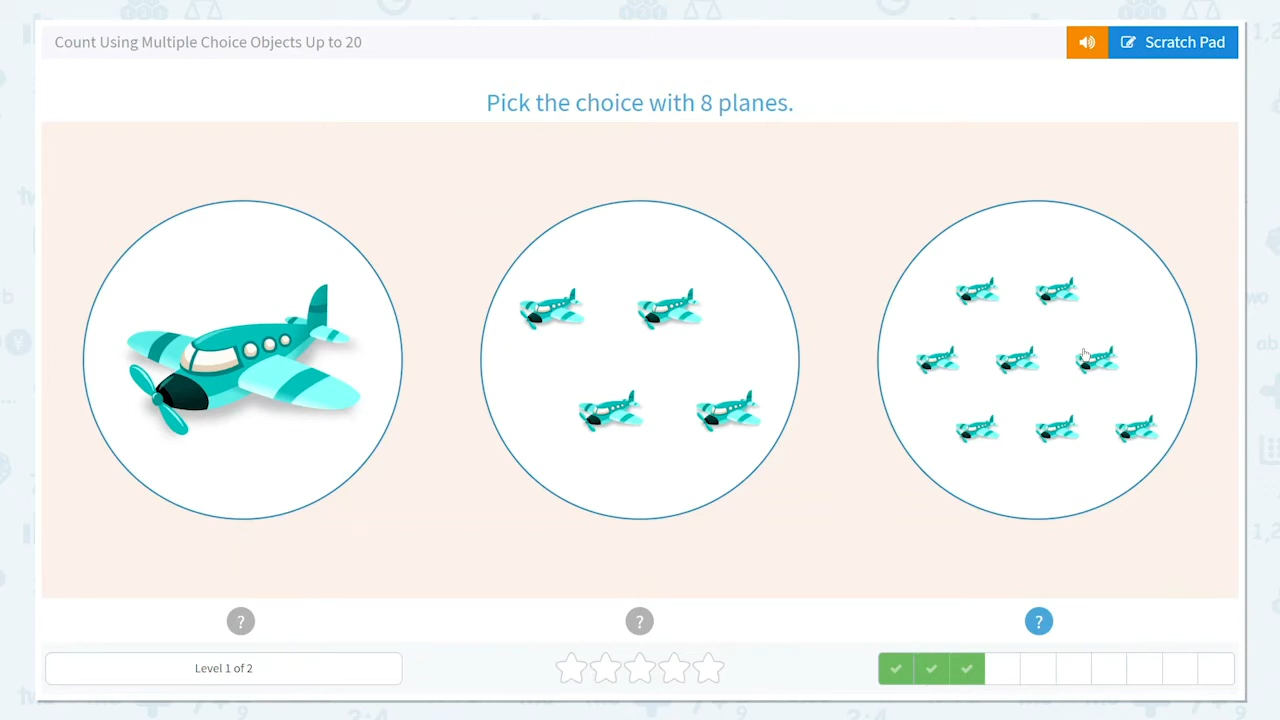 Count Using Multiple Choice Objects Up to 20
Scratch Pad
Pick the choice with 8 planes.
? ? ?
Level 1 of 2